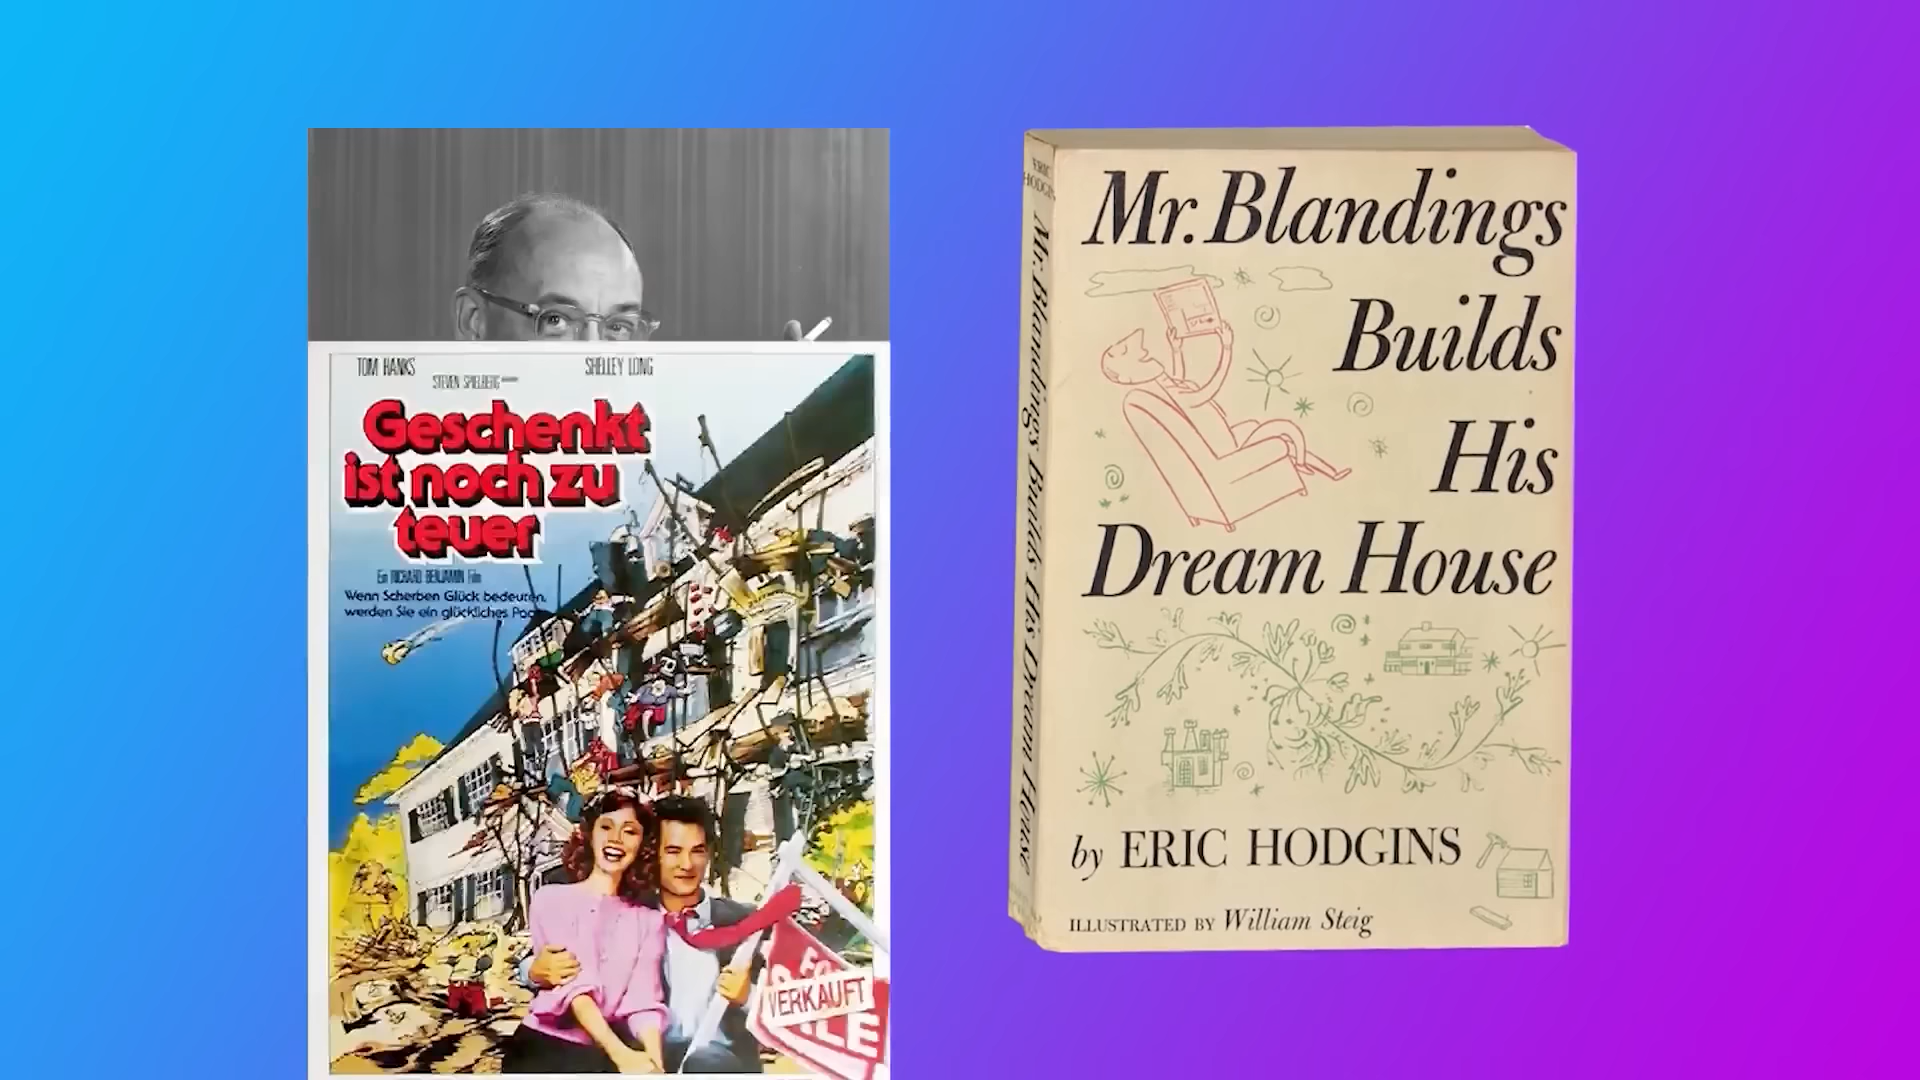 TOM HANKS
SHELLEY LONG
STEVEN SPIELBERG
Geschenkt
ist noch zu
teuer
Ein RICHARD BENJAMIN Film
Wenn Scherben Glück bedeuten,
werden Sie ein glückliches Paar
VERKAUFT
ERIC
HODGINS
Mr. Blandings Builds His Dream House
Mr. Blandings
Builds
His
Dream House
by ERIC HODGINS
ILLUSTRATED BY William Steig